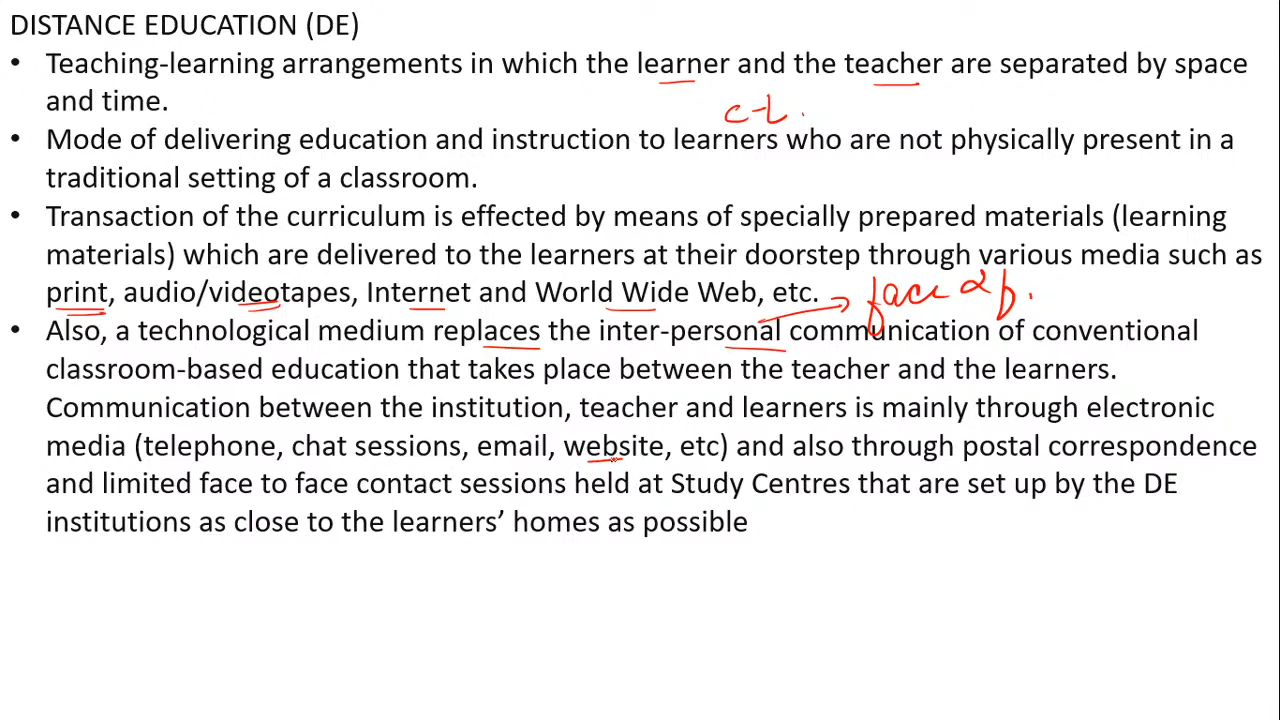 DISTANCE EDUCATION (DE)
• Teaching-learning arrangements in which the learner and the teacher are separated by space
and time.
c-L.
• Mode of delivering education and instruction to learners who are not physically present in a
traditional setting of a classroom.
• Transaction of the curriculum is effected by means of specially prepared materials (learning
materials) which are delivered to the learners at their doorstep through various media such as
print, audio/videotapes, Internet and World Wide Web, etc.
face
• Also, a technological medium replaces the inter-personal communication of conventional
classroom-based education that takes place between the teacher and the learners.
Communication between the institution, teacher and learners is mainly through electronic
media (telephone, chat sessions, email, website, etc) and also through postal correspondence
and limited face to face contact sessions held at Study Centres that are set up by the DE
institutions as close to the learners’ homes as possible